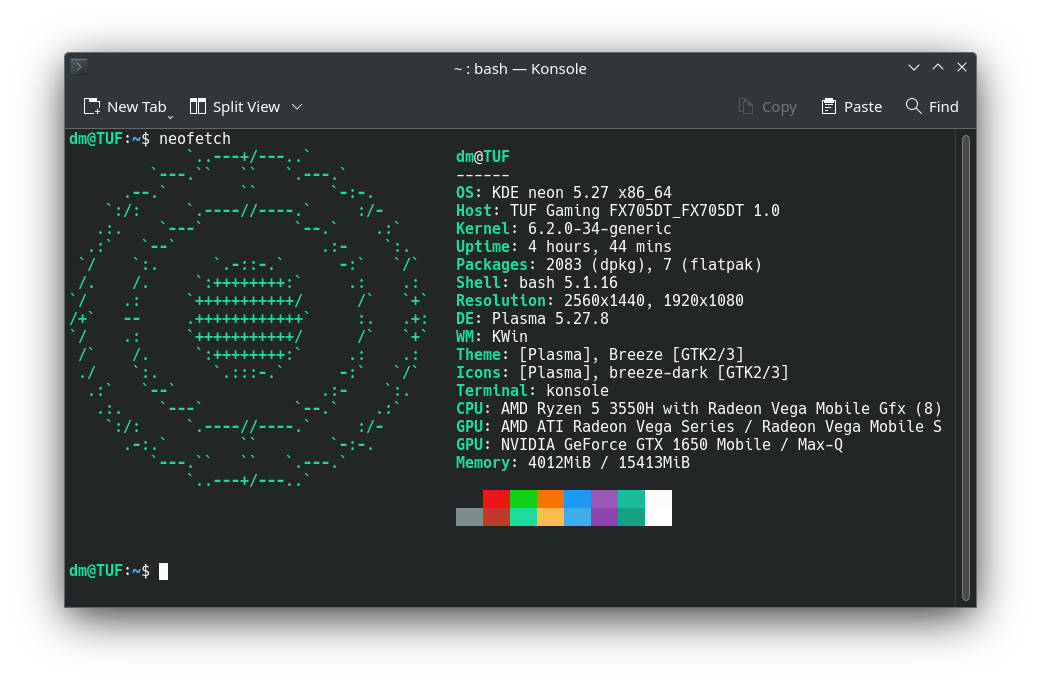 ~ : bash — Konsole
New Tab Split View Copy Paste Find
dm@TUF:~$ neofetch
dm@TUF
------
OS: KDE neon 5.27 x86_64
Host: TUF Gaming FX705DT_FX705DT 1.0
Kernel: 6.2.0-34-generic
Uptime: 4 hours, 44 mins
Packages: 2083 (dpkg), 7 (flatpak)
Shell: bash 5.1.16
Resolution: 2560x1440, 1920x1080
DE: Plasma 5.27.8
WM: KWin
Theme: [Plasma], Breeze [GTK2/3]
Icons: [Plasma], breeze-dark [GTK2/3]
Terminal: konsole
CPU: AMD Ryzen 5 3550H with Radeon Vega Mobile Gfx (8)
GPU: AMD ATI Radeon Vega Series / Radeon Vega Mobile S
GPU: NVIDIA GeForce GTX 1650 Mobile / Max-Q
Memory: 4012MiB / 15413MiB
dm@TUF:~$